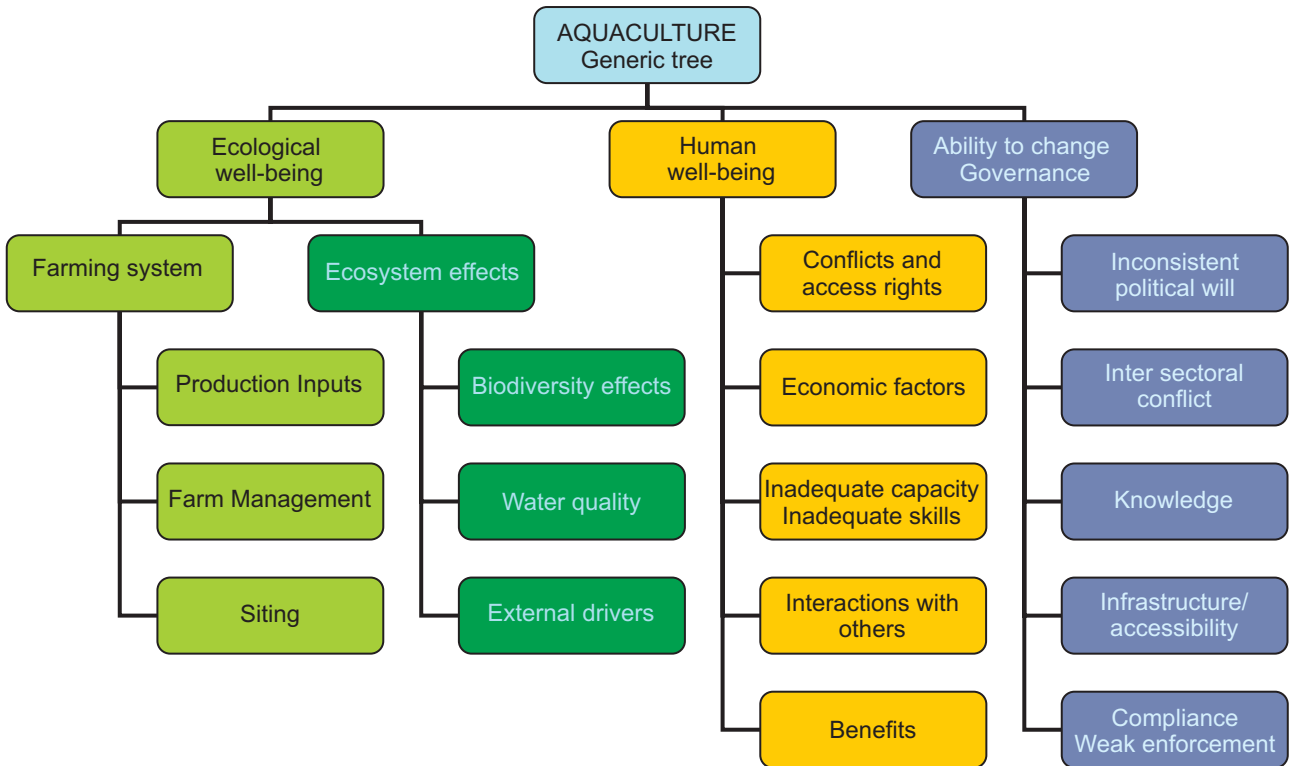 AQUACULTURE
Generic tree
Ecological
well-being
Human
well-being
Ability to change
Governance
Farming system
Ecosystem effects
Conflicts and
access rights
Inconsistent
political will
Production Inputs
Biodiversity effects
Economic factors
Inter sectoral
conflict
Farm Management
Water quality
Inadequate capacity
Inadequate skills
Knowledge
Siting
External drivers
Interactions with
others
Infrastructure/
accessibility
Benefits
Compliance
Weak enforcement